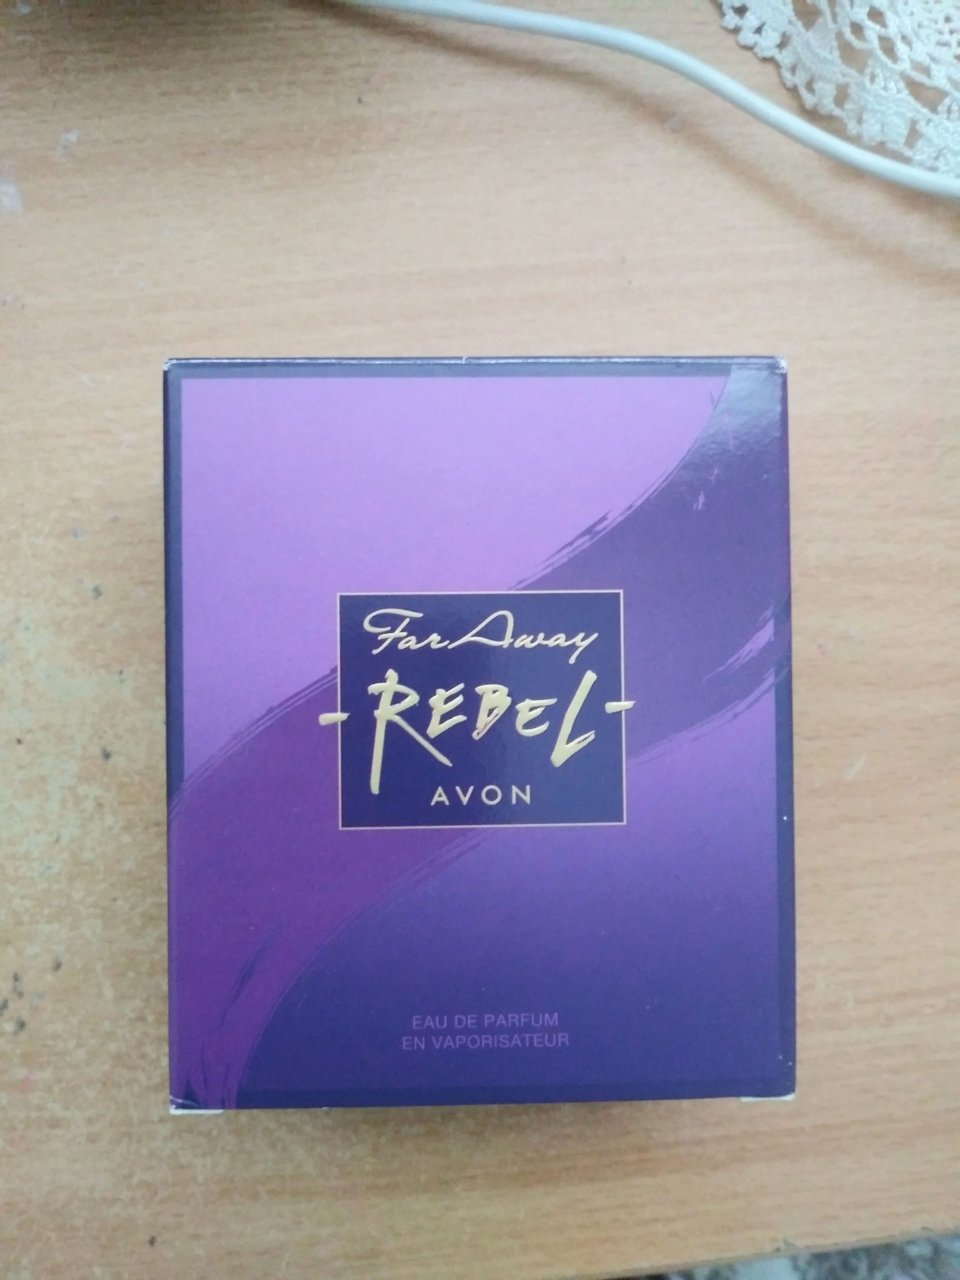 Far Away
-REBEL-
AVON
EAU DE PARFUM
EN VAPORISATEUR